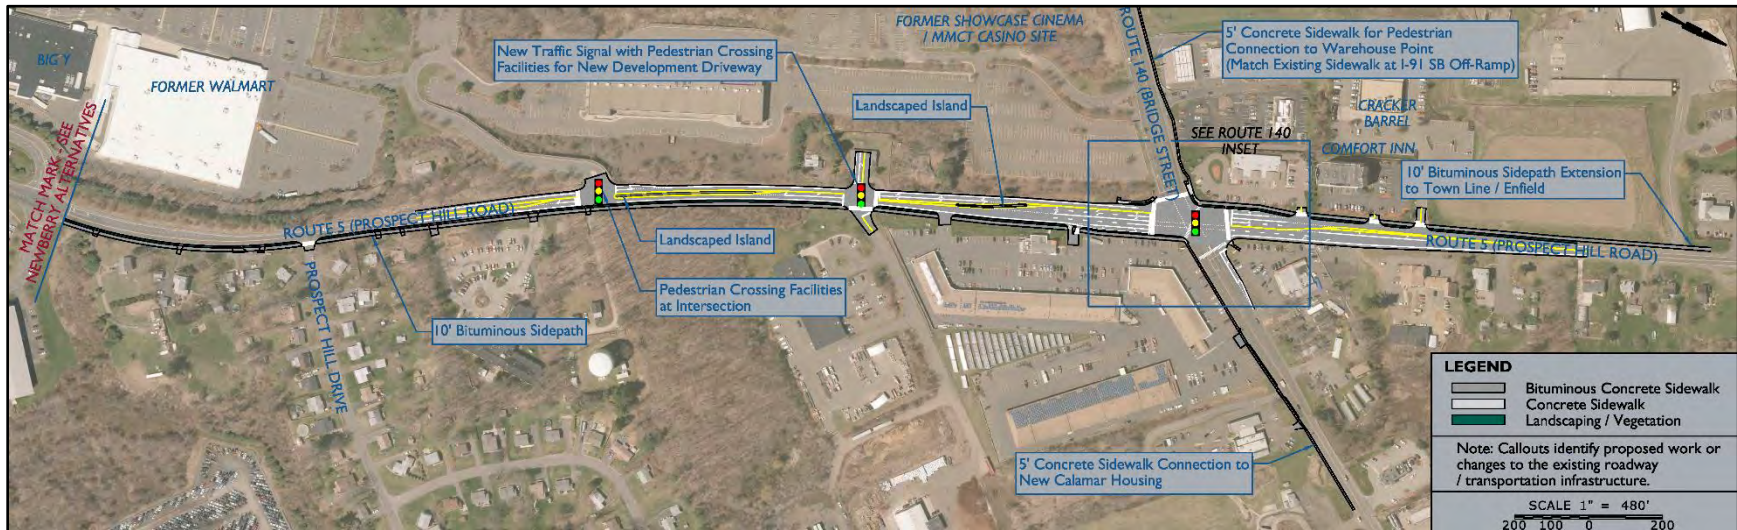 BIG Y
FORMER WALMART
MATCH MARK - SEE
NEWBERRY ALTERNATIVES
New Traffic Signal with Pedestrian Crossing
Facilities for New Development Driveway
FORMER SHOWCASE CINEMA
/ MMCT CASINO SITE
ROUTE 140 (BRIDGE STREET)
5' Concrete Sidewalk for Pedestrian
Connection to Warehouse Point
(Match Existing Sidewalk at I-91 SB Off-Ramp)
Landscaped Island
CRACKER
BARREL
SEE ROUTE 140
INSET
COMFORT INN
10' Bituminous Sidepath Extension
to Town Line / Enfield
ROUTE 5 (PROSPECT HILL ROAD)
Landscaped Island
ROUTE 5 (PROSPECT HILL ROAD)
PROSPECT HILL DRIVE
10' Bituminous Sidepath
Pedestrian Crossing Facilities
at Intersection
5' Concrete Sidewalk Connection to
New Calamar Housing
LEGEND
Bituminous Concrete Sidewalk
Concrete Sidewalk
Landscaping / Vegetation
Note: Callouts identify proposed work or
changes to the existing roadway
/ transportation infrastructure.
SCALE 1" = 480'
200 100 0 200